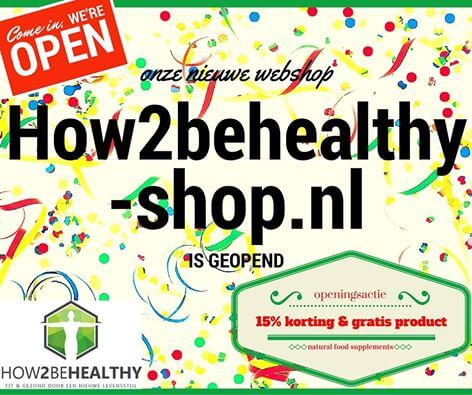 Come in, WE'RE
OPEN
onze nieuwe webshop
How2behealthy
-shop.nl
IS GEOPEND
openingsactie
15% korting & gratis product
natural food supplements
HOW2BEHEALTHY
FIT & GEZOND DOOR EEN NIEUWE LEVENSSTIJL